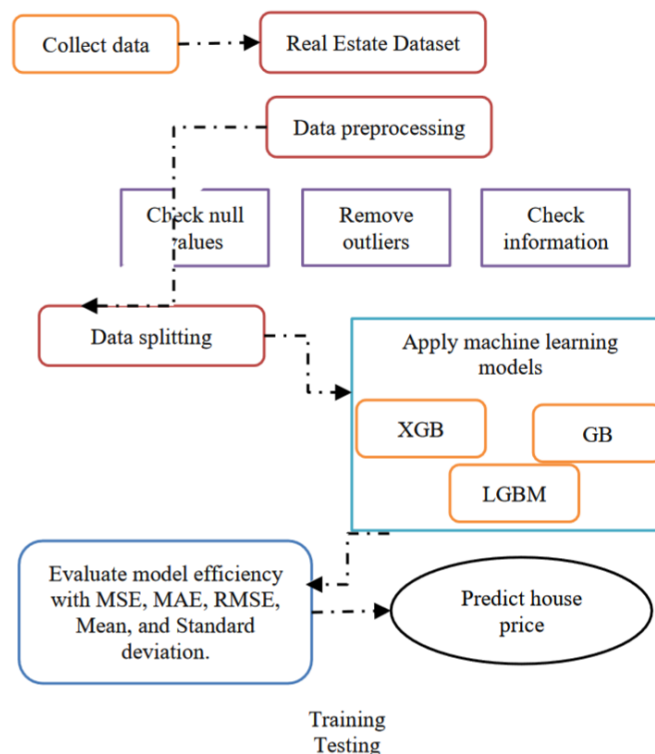 Collect data
Real Estate Dataset
Data preprocessing
Check null
values
Remove
outliers
Check
information
Data splitting
Apply machine learning
models
XGB
GB
LGBM
Evaluate model efficiency
with MSE, MAE, RMSE,
Mean, and Standard
deviation.
Predict house
price
Training
Testing